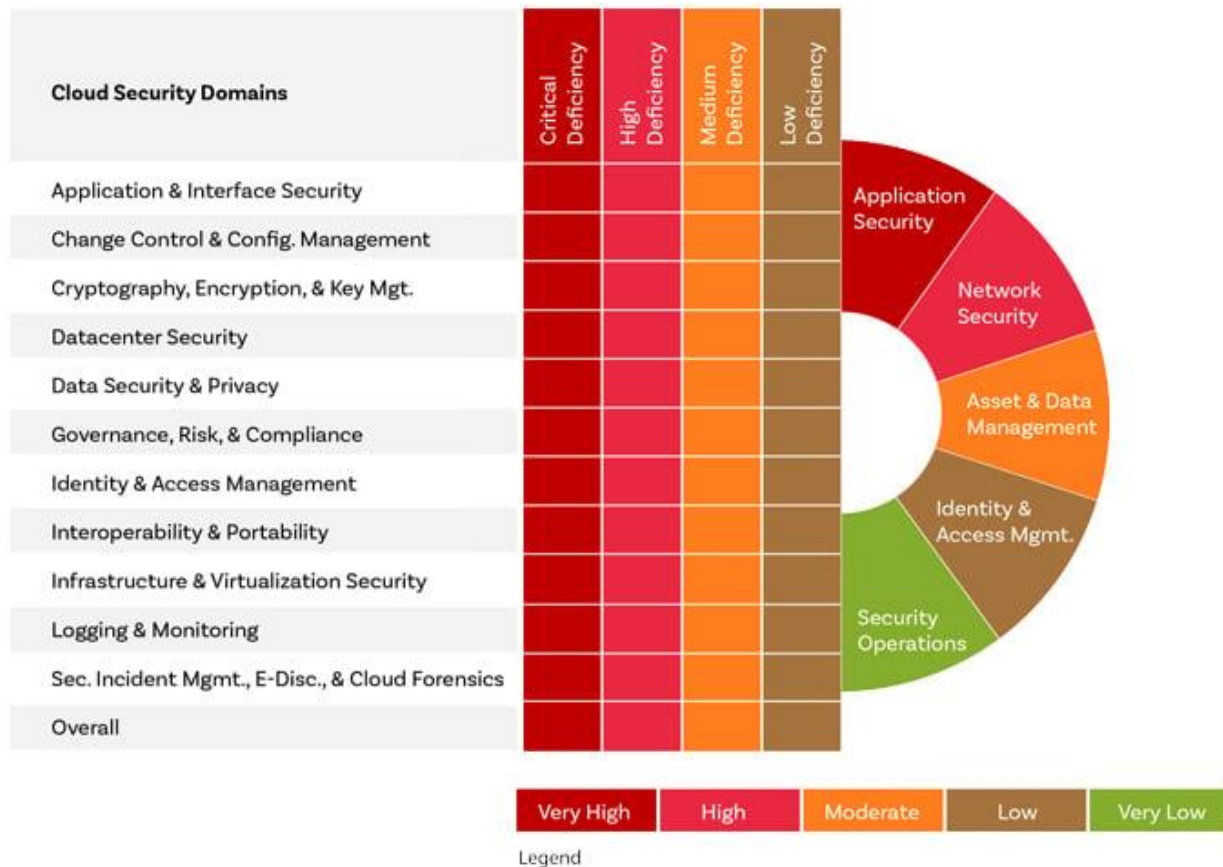 Cloud Security Domains
Critical
Deficiency
High
Deficiency
Medium
Deficiency
Low
Deficiency
Application & Interface Security
Change Control & Config. Management
Cryptography, Encryption, & Key Mgt.
Datacenter Security
Data Security & Privacy
Governance, Risk, & Compliance
Identity & Access Management
Interoperability & Portability
Infrastructure & Virtualization Security
Logging & Monitoring
Sec. Incident Mgmt., E-Disc., & Cloud Forensics
Overall
Application
Security
Network
Security
Asset & Data
Management
Identity &
Access Mgmt.
Security
Operations
Very High
High
Moderate
Low
Very Low
Legend